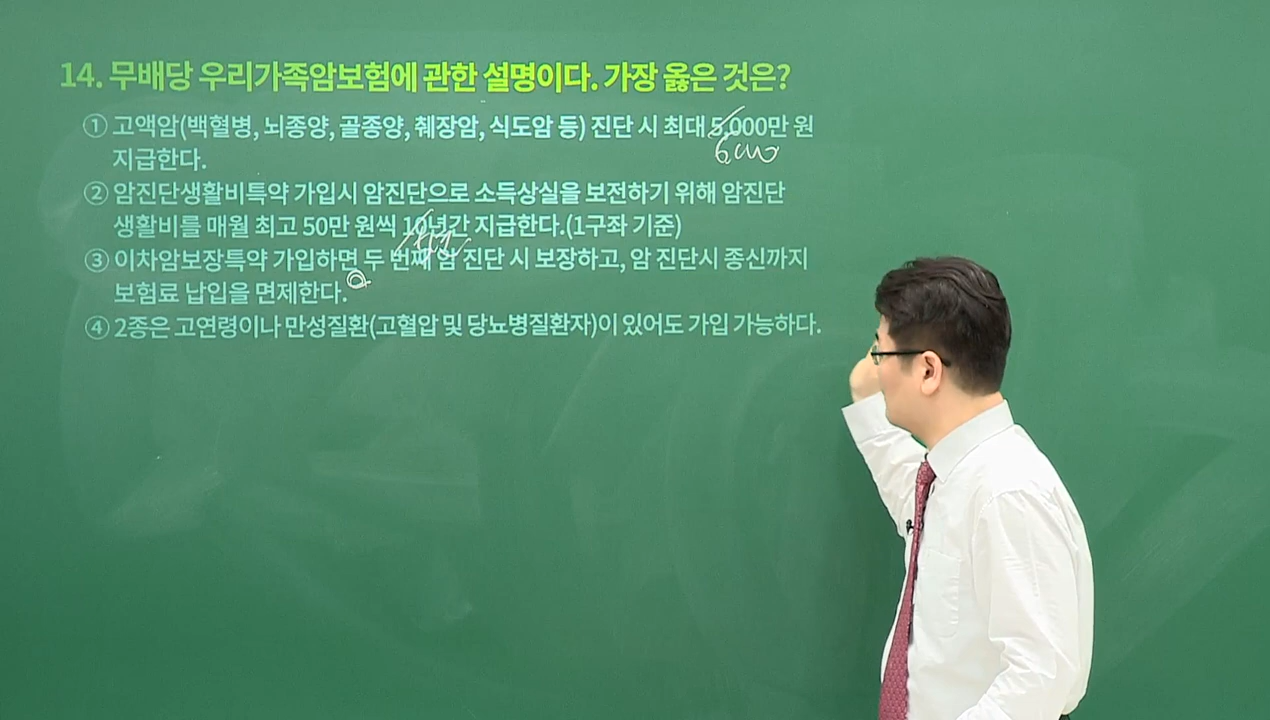 14. 무배당 우리가족암보험에 관한 설명이다. 가장 옳은 것은?
① 고액암(백혈병, 뇌종양, 골종양, 췌장암, 식도암 등) 진단 시 최대 5,000만 원
6000
지급한다.
② 암진단생활비특약 가입시 암진단으로 소득상실을 보전하기 위해 암진단
생활비를 매월 최고 50만 원씩 10년간 지급한다.(1구좌 기준)
③ 이차암보장특약 가입하면 두 번째 암 진단 시 보장하고, 암 진단시 종신까지
보험료 납입을 면제한다.
④ 2종은 고연령이나 만성질환(고혈압 및 당뇨병질환자)이 있어도 가입 가능하다.